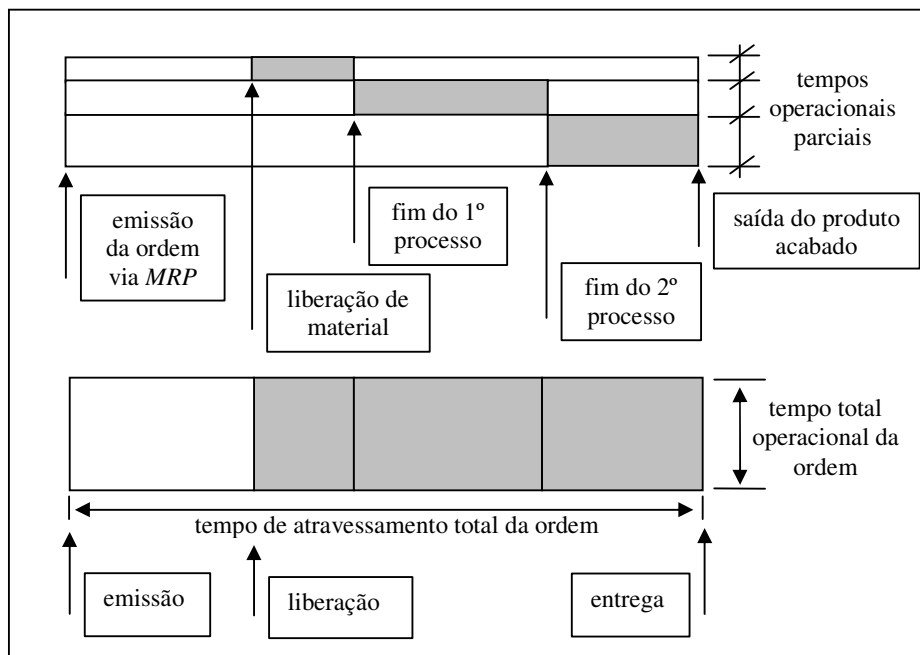 tempos
operacionais
parciais
emissão
da ordem
via MRP
fim do 1º
processo
saída do produto
acabado
liberação de
material
fim do 2º
processo
tempo total
operacional da
ordem
tempo de atravessamento total da ordem
emissão
liberação
entrega